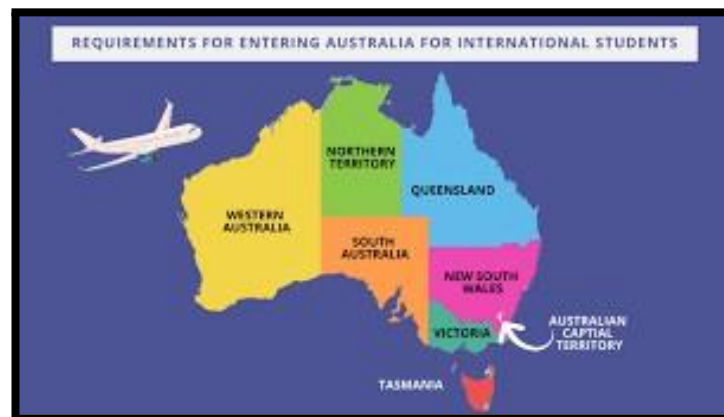 REQUIREMENTS FOR ENTERING AUSTRALIA FOR INTERNATIONAL STUDENTS
NORTHERN
TERRITORY
QUEENSLAND
WESTERN
AUSTRALIA
SOUTH
AUSTRALIA
NEW SOUTH
WALES
VICTORIA
AUSTRALIAN
CAPTIAL
TERRITORY
TASMANIA